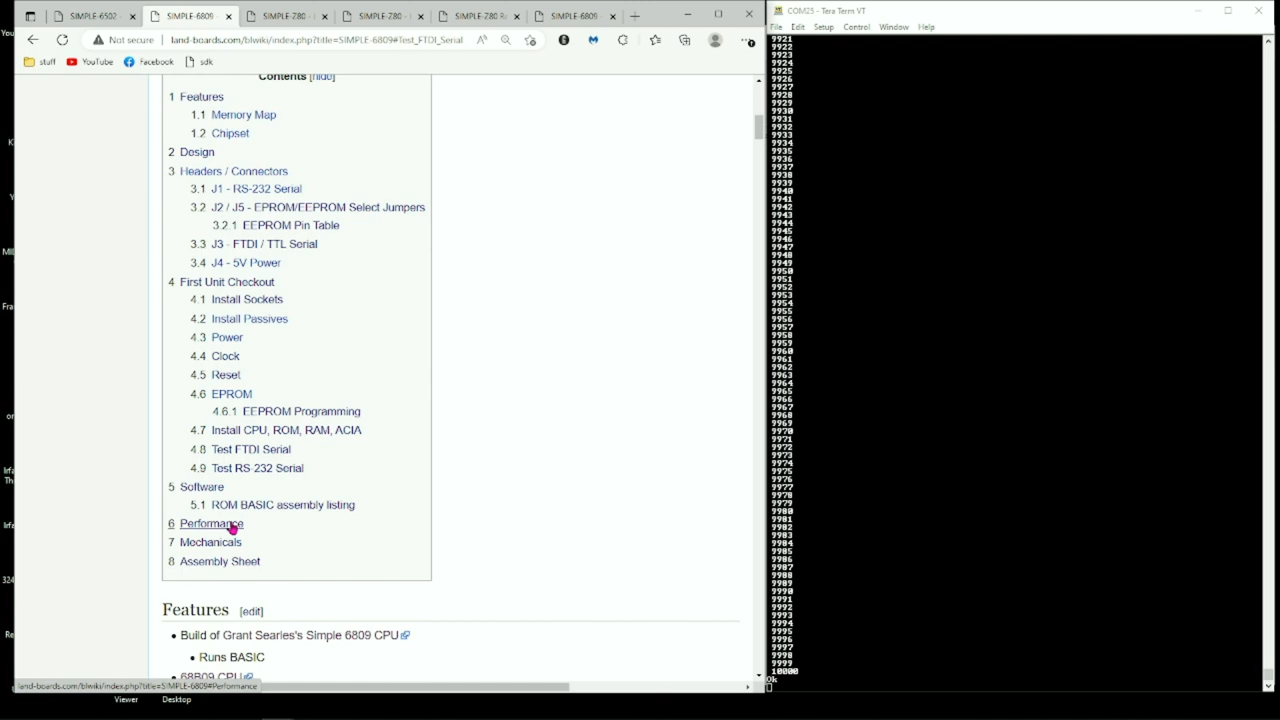 SIMPLE-6502
SIMPLE-6809 -
SIMPLE-Z80 -
SIMPLE-Z80 -
SIMPLE-Z80 R
SIMPLE-6809
COM25 - Tera Term VT
File Edit Setup Control Window Help
Not secure
land-boards.com/blwiki/index.php?title=SIMPLE-6809#Test_FTDI_Serial
stuff
YouTube
Facebook
sdk
Contents [hide]
1 Features
1.1 Memory Map
1.2 Chipset
2 Design
3 Headers / Connectors
3.1 J1 - RS-232 Serial
3.2 J2 / J5 - EPROM/EEPROM Select Jumpers
3.2.1 EEPROM Pin Table
3.3 J3 - FTDI / TTL Serial
3.4 J4 - 5V Power
4 First Unit Checkout
4.1 Install Sockets
4.2 Install Passives
4.3 Power
4.4 Clock
4.5 Reset
4.6 EPROM
4.6.1 EEPROM Programming
4.7 Install CPU, ROM, RAM, ACIA
4.8 Test FTDI Serial
4.9 Test RS-232 Serial
5 Software
5.1 ROM BASIC assembly listing
6 Performance
7 Mechanicals
8 Assembly Sheet
Features [edit]
• Build of Grant Searles's Simple 6809 CPU
• Runs BASIC
• 68B09 CPU
land-boards.com/blwiki/index.php?title=SIMPLE-6809#Performance
Viewer
Desktop
9921
9922
9923
9924
9925
9926
9927
9928
9929
9930
9931
9932
9933
9934
9935
9936
9937
9938
9939
9940
9941
9942
9943
9944
9945
9946
9947
9948
9949
9950
9951
9952
9953
9954
9955
9956
9957
9958
9959
9960
9961
9962
9963
9964
9965
9966
9967
9968
9969
9970
9971
9972
9973
9974
9975
9976
9977
9978
9979
9980
9981
9982
9983
9984
9985
9986
9987
9988
9989
9990
9991
9992
9993
9994
9995
9996
9997
9998
9999
10000
Ok